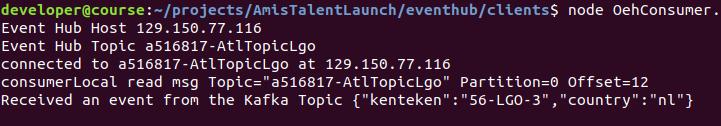 developer@course:~/projects/AmisTalentLaunch/eventhub/clients$ node OehConsumer.
Event Hub Host 129.150.77.116
Event Hub Topic a516817-AtlTopicLgo
connected to a516817-AtlTopicLgo at 129.150.77.116
consumerLocal read msg Topic="a516817-AtlTopicLgo" Partition=0 Offset=12
Received an event from the Kafka Topic {"kenteken":"56-LGO-3","country":"nl"}